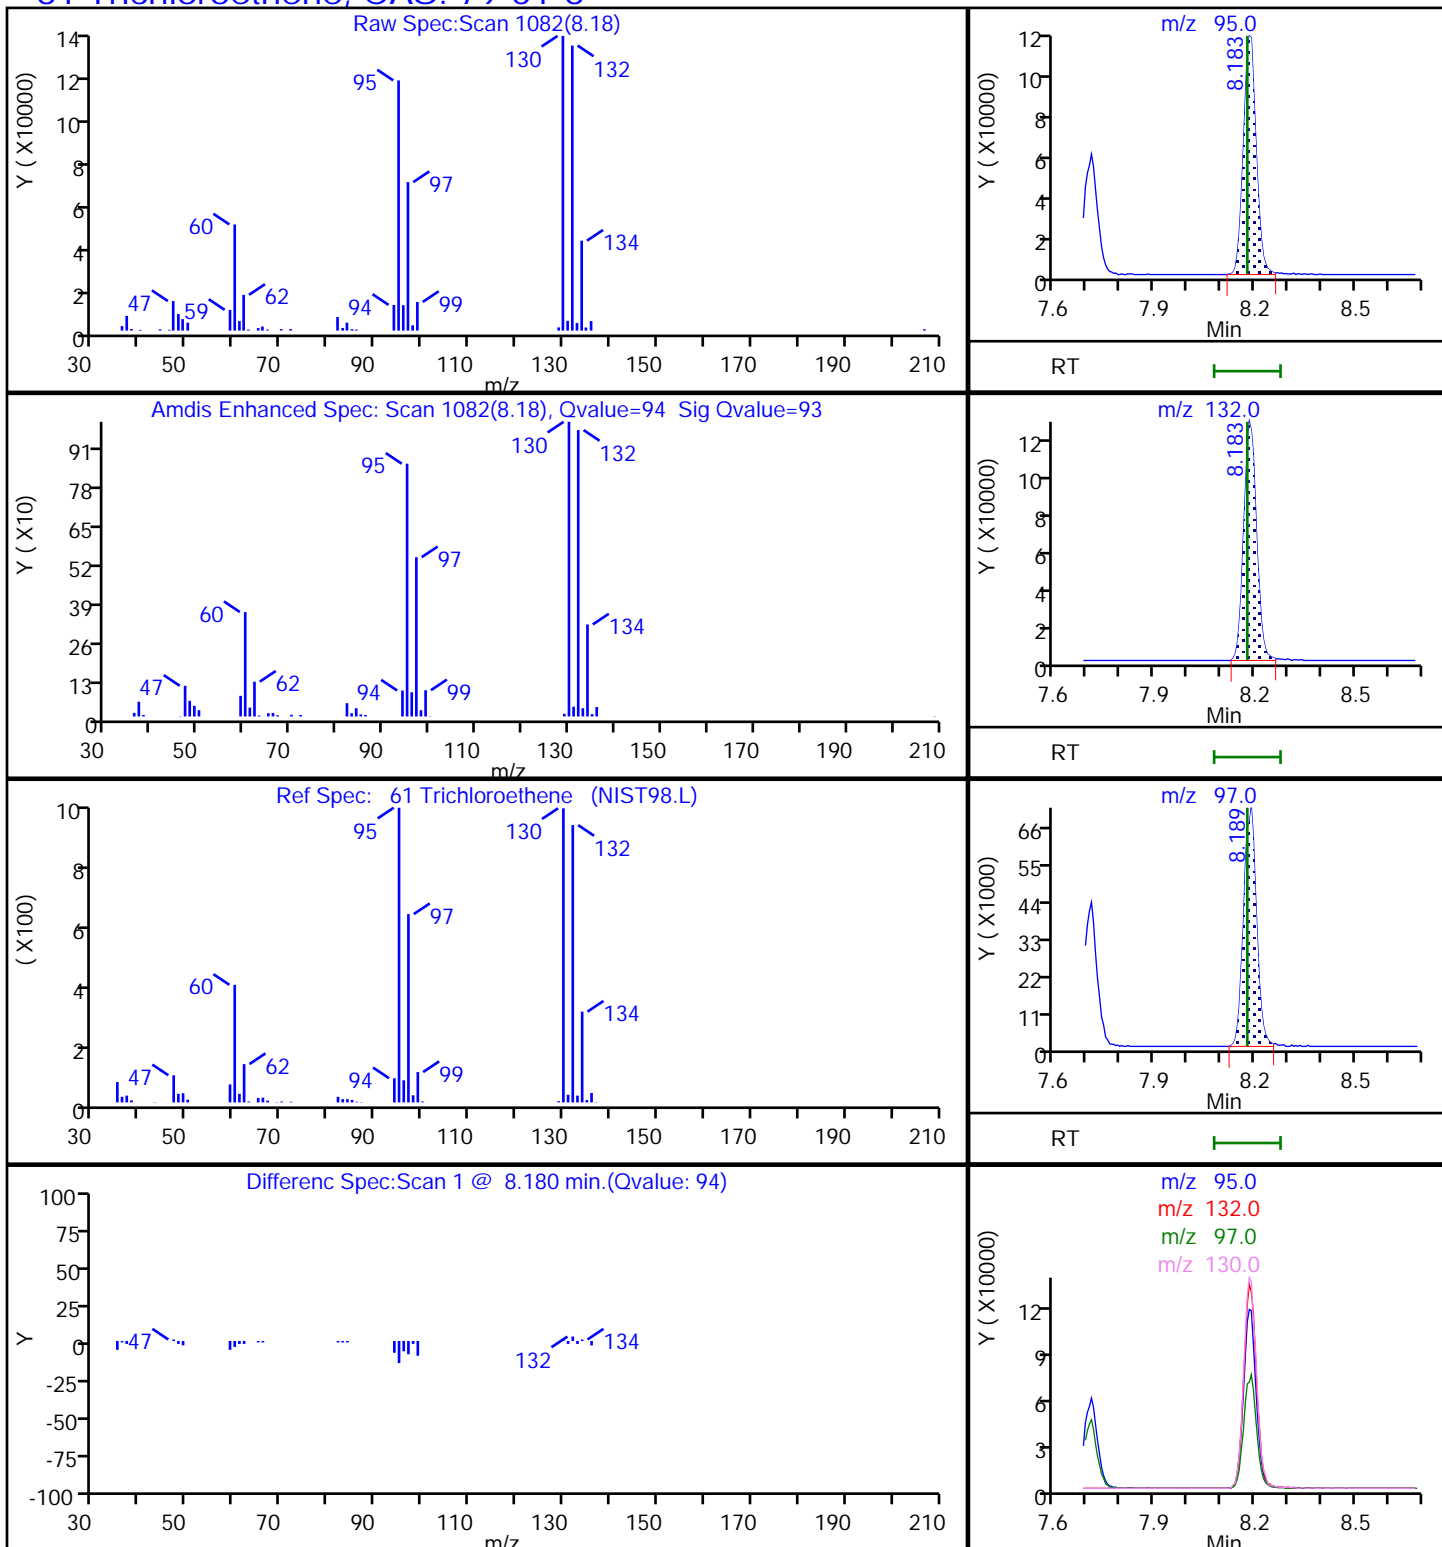 Raw Spec:Scan 1082(8.18)
Y ( X10000)
14
12
10
8
6
4
2
0
47
59
60
62
94
95
97
99
130
132
134
30 50 70 90 110 130 150 170 190 210
m/z
m/z 95.0
Y ( X10000)
12
10
8
6
4
2
0
8.183
7.6 7.9 8.2 8.5
Min
RT
Amdis Enhanced Spec: Scan 1082(8.18), Qvalue=94 Sig Qvalue=93
Y ( X10)
91
78
65
52
39
26
13
0
47
60
62
94
95
97
99
130
132
134
30 50 70 90 110 130 150 170 190 210
m/z
m/z 132.0
Y ( X10000)
12
10
8
6
4
2
0
8.183
7.6 7.9 8.2 8.5
Min
RT
Ref Spec: 61 Trichloroethene (NIST98.L)
( X100)
10
8
6
4
2
0
47
60
62
94
95
97
99
130
132
134
30 50 70 90 110 130 150 170 190 210
m/z
m/z 97.0
Y ( X1000)
66
55
44
33
22
11
0
8.189
7.6 7.9 8.2 8.5
Min
RT
Differenc Spec:Scan 1 @ 8.180 min.(Qvalue: 94)
Y
100
75
50
25
0
-25
-50
-75
-100
47
132
134
30 50 70 90 110 130 150 170 190 210
m/z
m/z 95.0
m/z 132.0
m/z 97.0
m/z 130.0
Y ( X10000)
12
9
6
3
0
7.6 7.9 8.2 8.5
Min